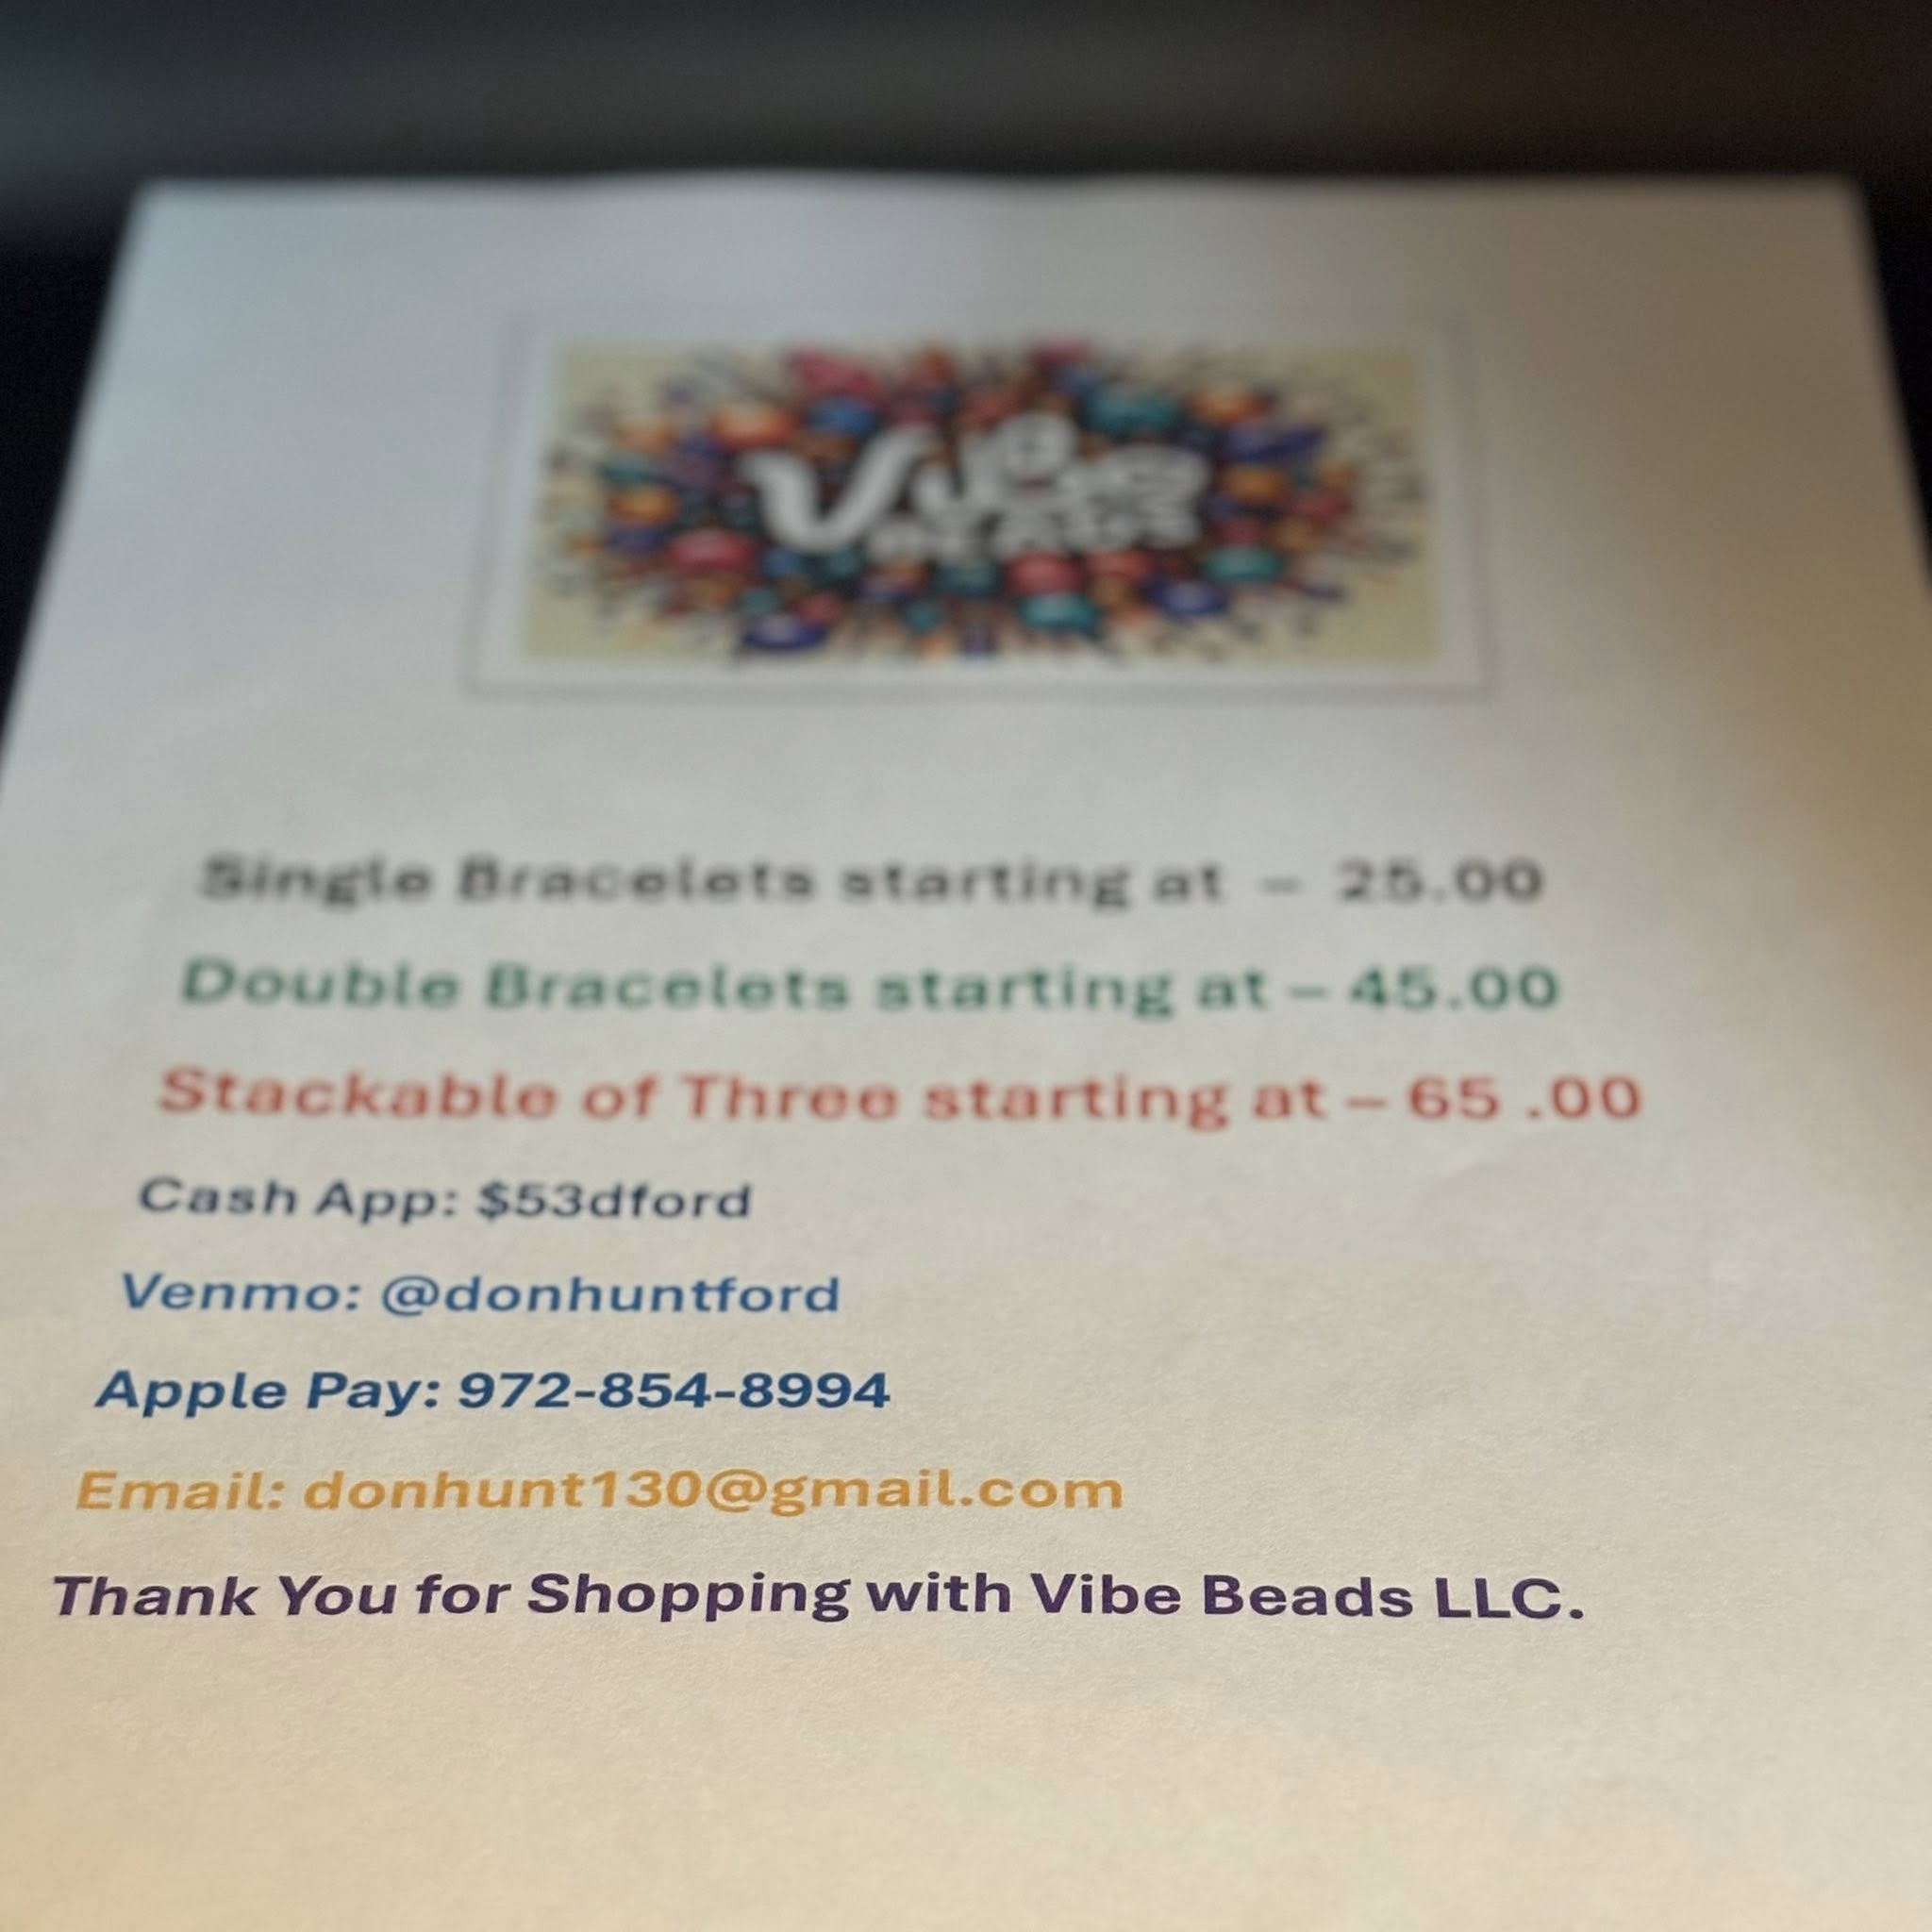 Vibe
BEADS
Single Bracelets starting at – 25.00
Double Bracelets starting at – 45.00
Stackable of Three starting at – 65 .00
Cash App: $53dford
Venmo: @donhuntford
Apple Pay: 972-854-8994
Email: donhunt130@gmail.com
Thank You for Shopping with Vibe Beads LLC.